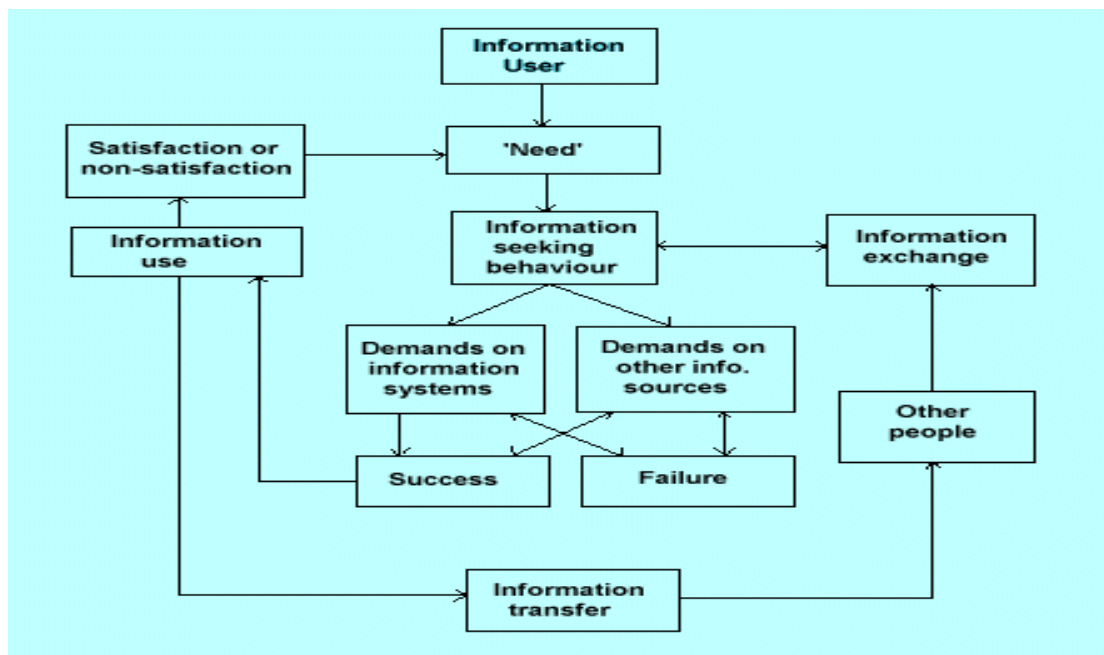 Information
User
Satisfaction or
non-satisfaction
'Need'
Information
use
Information
seeking
behaviour
Information
exchange
Demands on
information
systems
Demands on
other info.
sources
Other
people
Success
Failure
Information
transfer